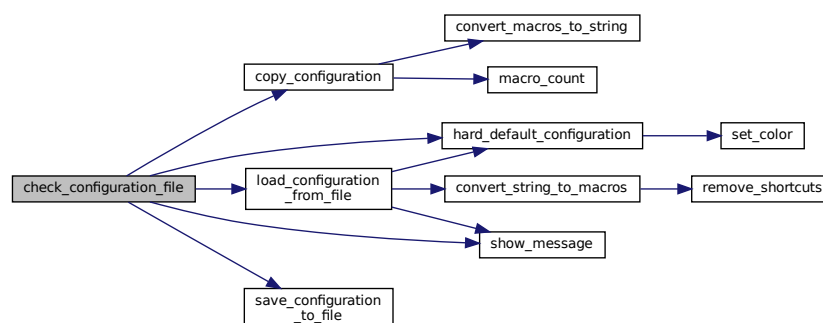 convert_macros_to_string
copy_configuration
macro_count
hard_default_configuration
set_color
check_configuration_file
load_configuration
_from_file
convert_string_to_macros
remove_shortcuts
show_message
save_configuration
_to_file